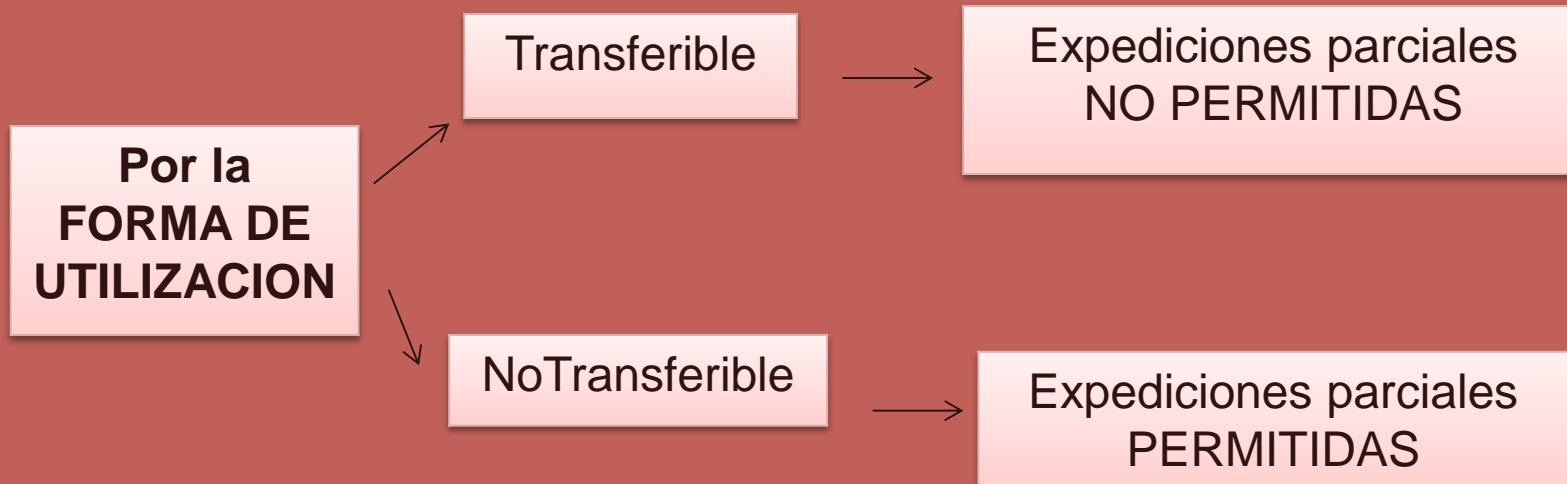 Transferible
Expediciones parciales
NO PERMITIDAS
Por la
FORMA DE
UTILIZACION
NoTransferible
Expediciones parciales
PERMITIDAS